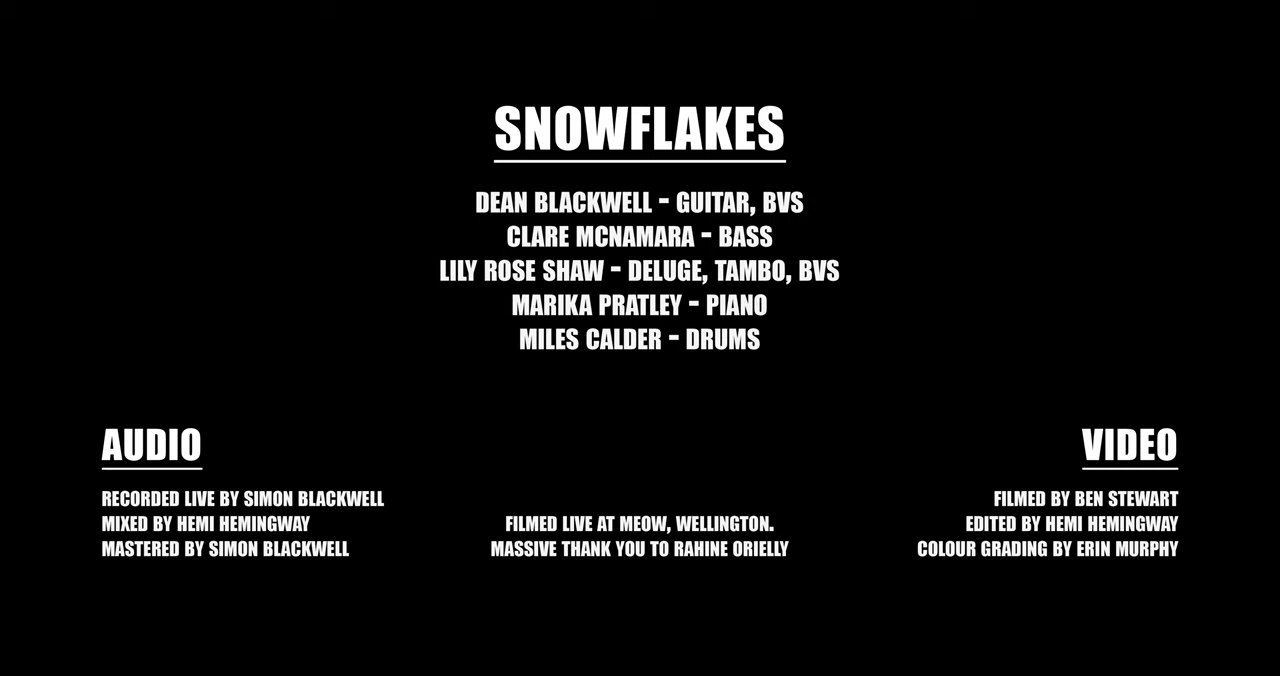 SNOWFLAKES
DEAN BLACKWELL - GUITAR, BVS
CLARE MCNAMARA - BASS
LILY ROSE SHAW - DELUGE, TAMBO, BVS
MARIKA PRATLEY - PIANO
MILES CALDER - DRUMS
AUDIO
RECORDED LIVE BY SIMON BLACKWELL
MIXED BY HEMI HEMINGWAY
MASTERED BY SIMON BLACKWELL
FILMED LIVE AT MEOW, WELLINGTON.
MASSIVE THANK YOU TO RAHINE ORIELLY
VIDEO
FILMED BY BEN STEWART
EDITED BY HEMI HEMINGWAY
COLOUR GRADING BY ERIN MURPHY